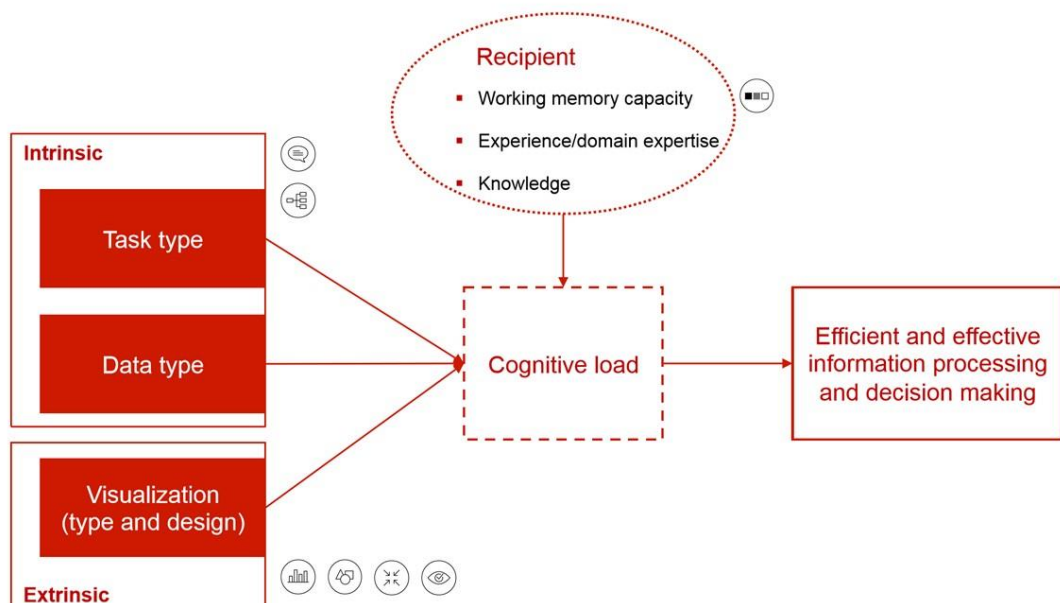 Recipient
Working memory capacity
Experience/domain expertise
Knowledge
Intrinsic
Task type
Data type
Visualization
(type and design)
Extrinsic
Cognitive load
Efficient and effective
information processing
and decision making